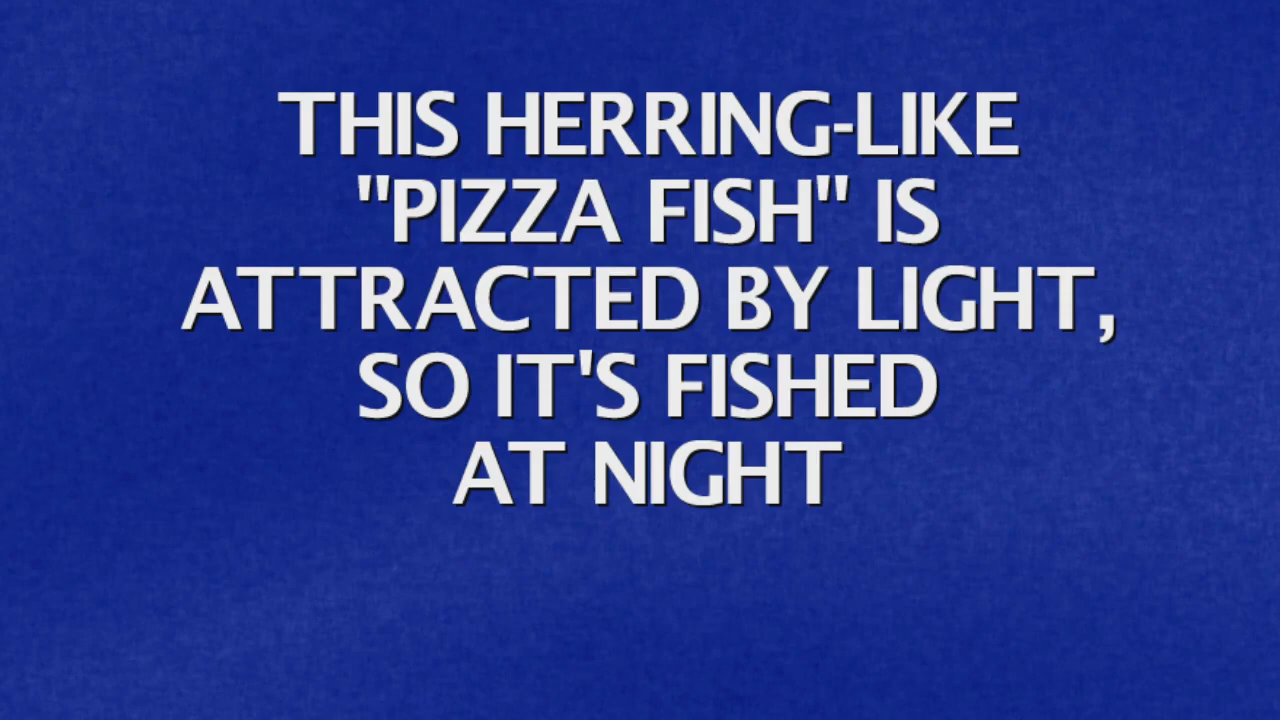 THIS HERRING-LIKE
"PIZZA FISH" IS
ATTRACTED BY LIGHT,
SO IT'S FISHED
AT NIGHT